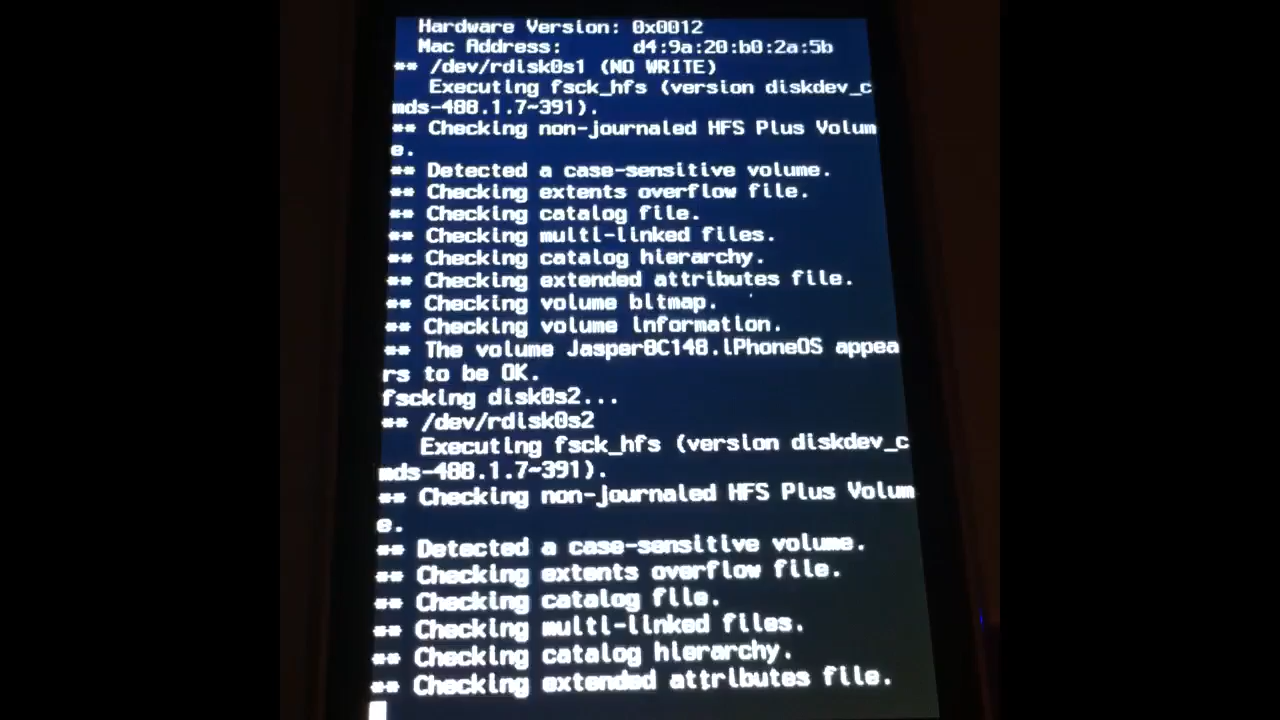 Hardware Version: 0x0012
Mac Address: d4:9a:20:b0:2a:5b
** /dev/rdisk0s1 (NO WRITE)
Executing fsck_hfs (version diskdev_c
mds-488.1.7~391).
** Checking non-journaled HFS Plus Volum
e.
** Detected a case-sensitive volume.
** Checking extents overflow file.
** Checking catalog file.
** Checking multi-linked files.
** Checking catalog hierarchy.
** Checking extended attributes file.
** Checking volume bitmap.
** Checking volume information.
** The volume Jasper8C148.iPhoneOS appea
rs to be OK.
fscking disk0s2...
** /dev/rdisk0s2
Executing fsck_hfs (version diskdev_c
mds-488.1.7~391).
** Checking non-journaled HFS Plus Volum
e.
** Detected a case-sensitive volume.
** Checking extents overflow file.
** Checking catalog file.
** Checking multi-linked files.
** Checking catalog hierarchy.
** Checking extended attributes file.